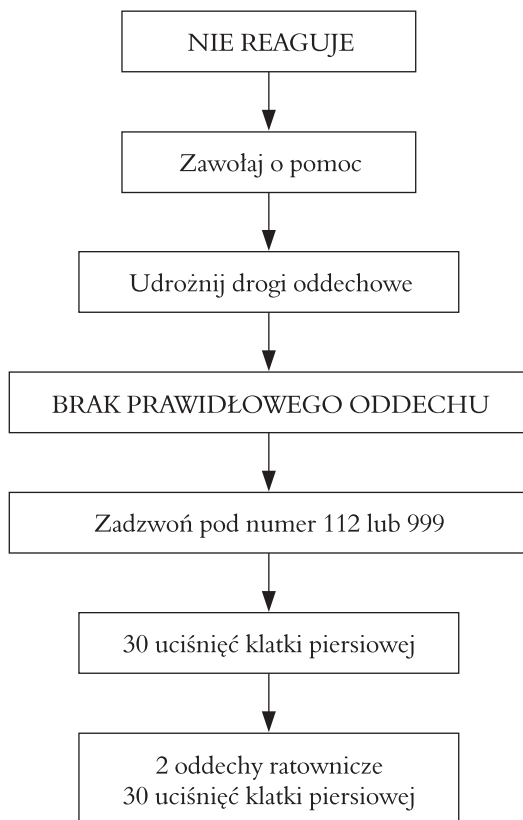 NIE REAGUJE
Zawołaj o pomoc
Udrożnij drogi oddechowe
BRAK PRAWIDŁOWEGO ODDECHU
Zadzwoń pod numer 112 lub 999
30 uciśnięć klatki piersiowej
2 oddechy ratownicze
30 uciśnięć klatki piersiowej